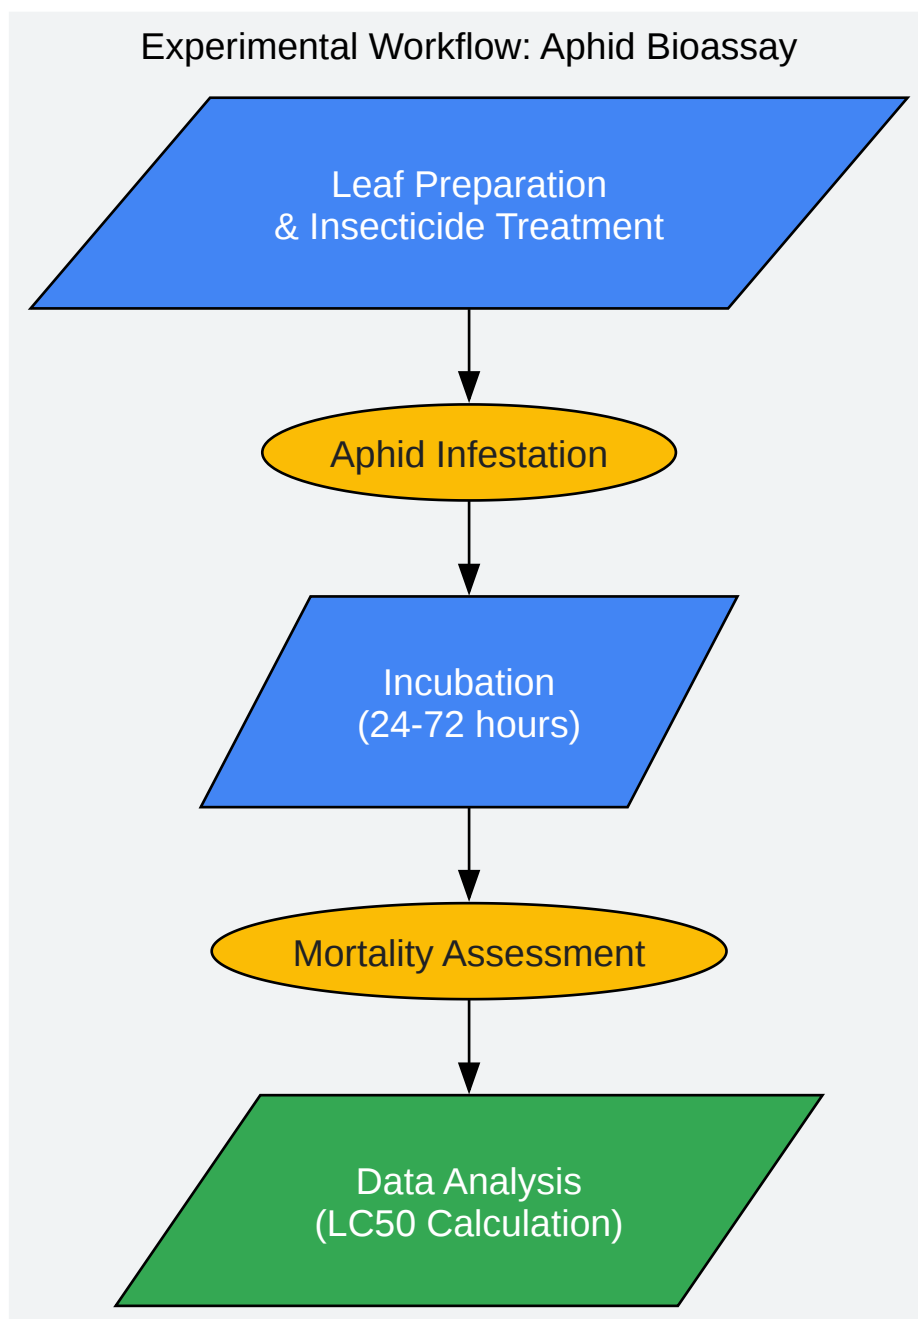 Experimental Workflow: Aphid Bioassay
Leaf Preparation
& Insecticide Treatment
Aphid Infestation
Incubation
(24-72 hours)
Mortality Assessment
Data Analysis
(LC50 Calculation)